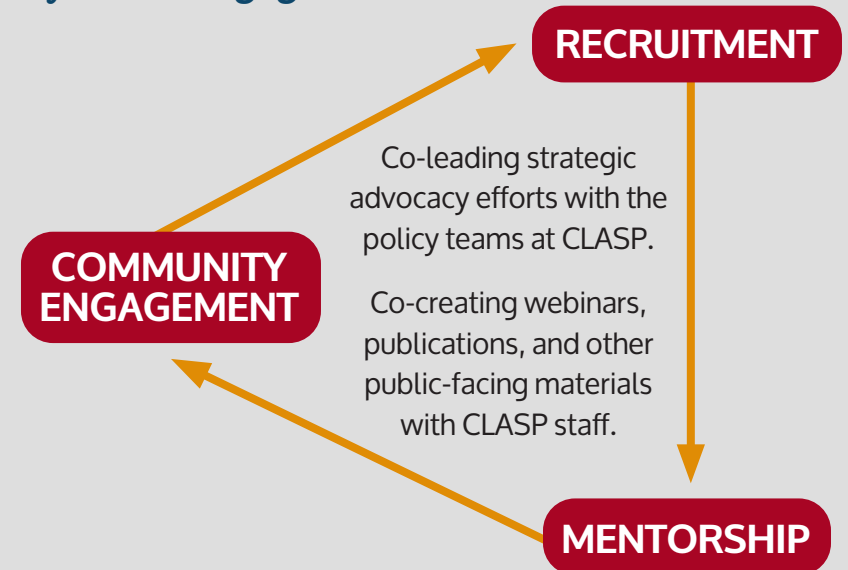 RECRUITMENT
Co-leading strategic
advocacy efforts with the
policy teams at CLASP.
COMMUNITY
ENGAGEMENT
Co-creating webinars,
publications, and other
public-facing materials
with CLASP staff.
MENTORSHIP